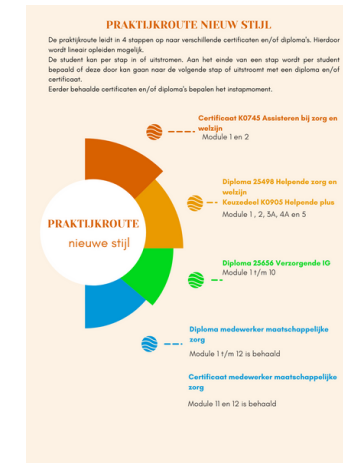 PRAKTIJKROUTE NIEUW STIJL
De praktijkroute leidt in 4 stappen op naar verschillende certificaten en/of diploma's. Hierdoor
wordt lineair opleiden mogelijk.
De student kan per stap in of uitstromen. Aan het einde van een stap wordt per student
bepaald of deze door kan gaan naar de volgende stap of uitstroomt met een diploma en/of
certificaat.
Eerder behaalde certificaten en/of diploma's bepalen het instapmoment.
Certificaat K0745 Assisteren bij zorg en
welzijn
Module 1 en 2
Diploma 25498 Helpende zorg en
welzijn
Keuzedeel K0905 Helpende plus
Module 1 , 2, 3A, 4A en 5
PRAKTIJKROUTE
nieuwe stijl
Diploma 25656 Verzorgende IG
Module 1 t/m 10
Diploma medewerker maatschappelijke
zorg
Module 1 t/m 12 is behaald
Certificaat medewerker maatschappelijke
zorg
Module 11 en 12 is behaald